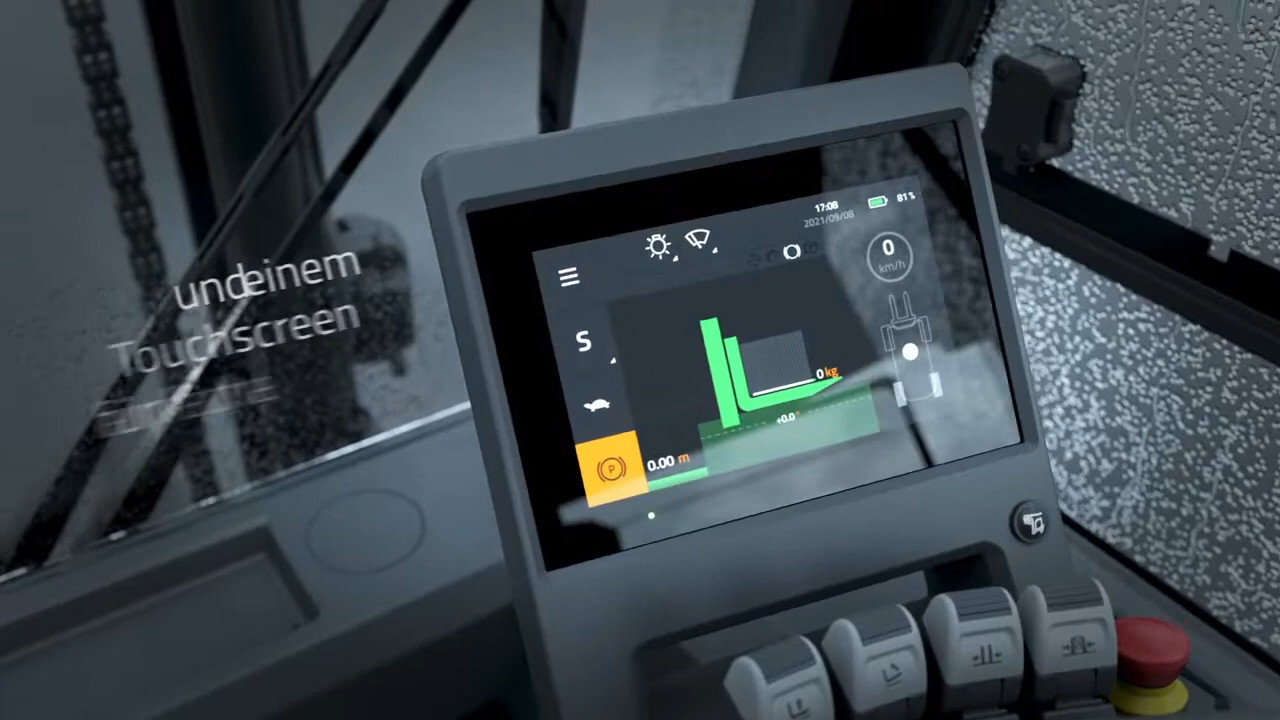 undeinem
Touchscreen
17:08
2021/09/08
81%
0
km/h
S
0 kg
+0.0°
P
0.00 m